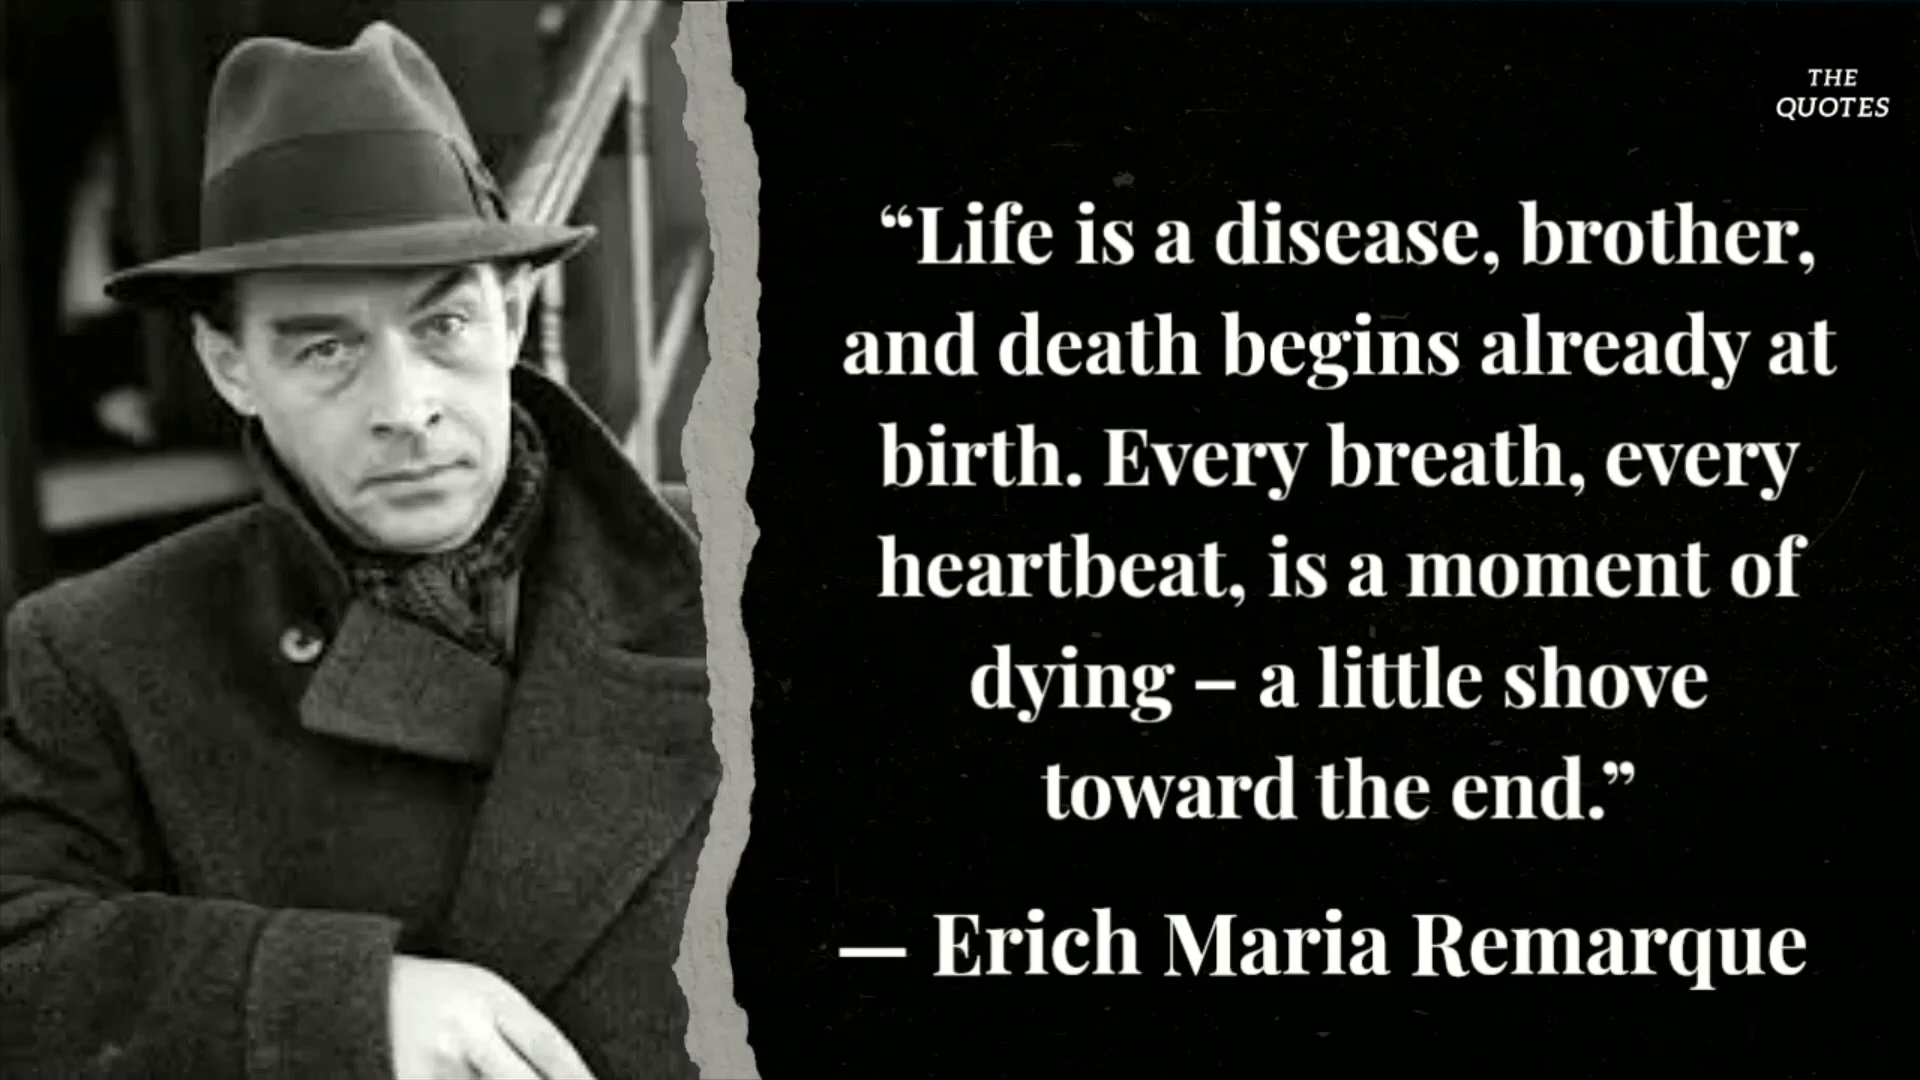 THE
QUOTES
“Life is a disease, brother,
and death begins already at
birth. Every breath, every
heartbeat, is a moment of
dying – a little shove
toward the end.”
— Erich Maria Remarque